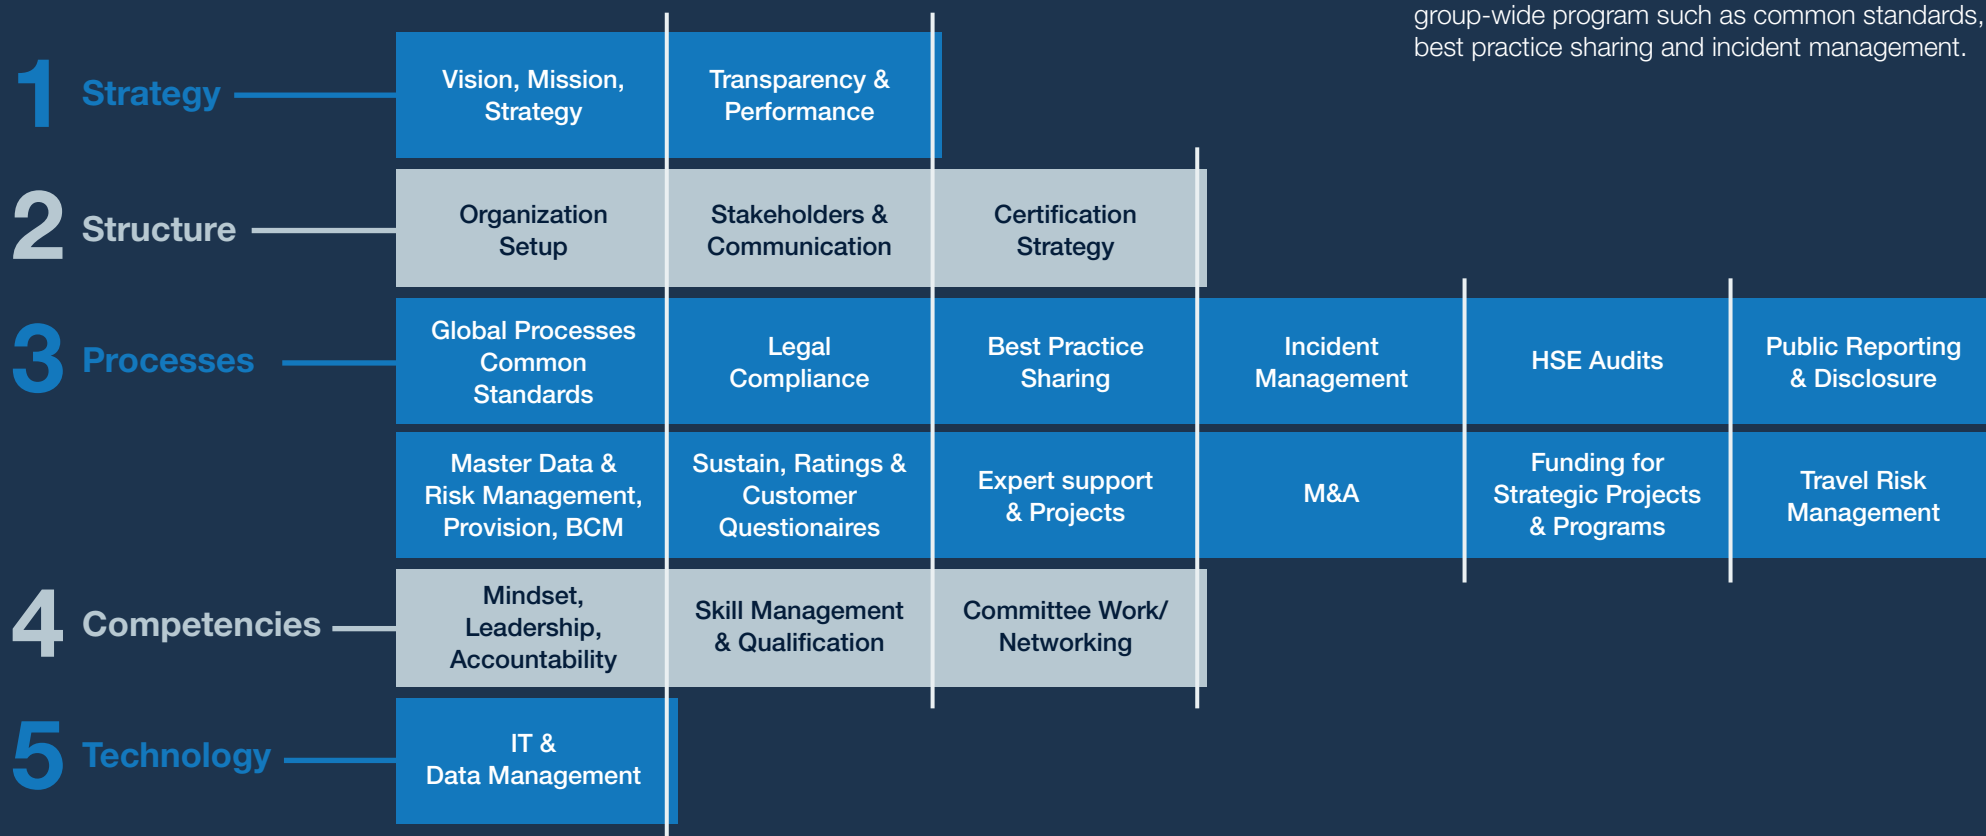 group-wide program such as common standards,
best practice sharing and incident management.
1 Strategy
Vision, Mission,
Strategy
Transparency &
Performance
2 Structure
Organization
Setup
Stakeholders &
Communication
Certification
Strategy
3 Processes
Global Processes
Common
Standards
Legal
Compliance
Best Practice
Sharing
Incident
Management
HSE Audits
Public Reporting
& Disclosure
Master Data &
Risk Management,
Provision, BCM
Sustain, Ratings &
Customer
Questionaires
Expert support
& Projects
M&A
Funding for
Strategic Projects
& Programs
Travel Risk
Management
4 Competencies
Mindset,
Leadership,
Accountability
Skill Management
& Qualification
Committee Work/
Networking
5 Technology
IT &
Data Management